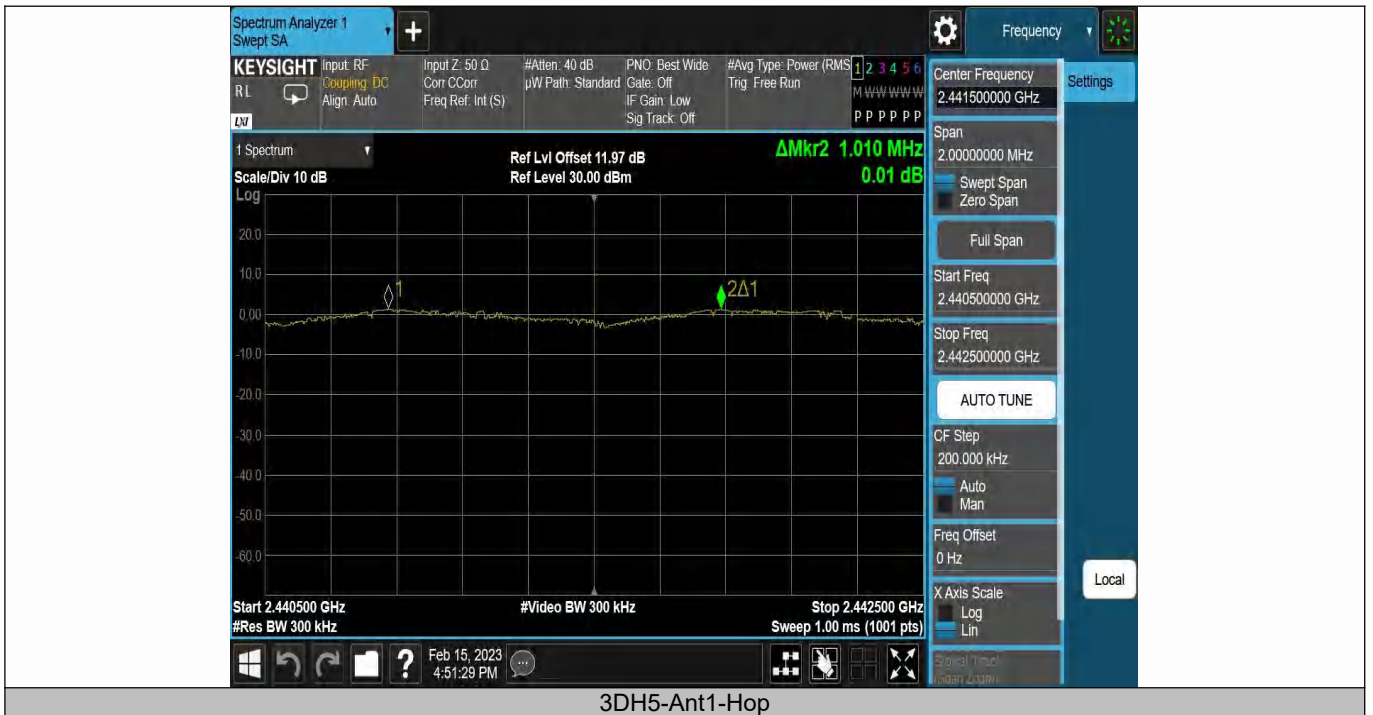 Spectrum Analyzer 1
Swept SA
+
Frequency
KEYSIGHT
RL
LXI
Input: RF
Coupling: DC
Align: Auto
Input Z: 50 Ω
Corr CCorr
Freq Ref: Int (S)
#Atten: 40 dB
µW Path: Standard
PNO: Best Wide
Gate: Off
IF Gain: Low
Sig Track: Off
#Avg Type: Power (RMS
Trig: Free Run
1 2 3 4 5 6
M W W W W W
P P P P P P
1 Spectrum
Scale/Div 10 dB
Log
Ref Lvl Offset 11.97 dB
Ref Level 30.00 dBm
ΔMkr2 1.010 MHz
0.01 dB
20.0
10.0
0.00
-10.0
-20.0
-30.0
-40.0
-50.0
-60.0
1
2Δ1
Start 2.440500 GHz
#Res BW 300 kHz
#Video BW 300 kHz
Stop 2.442500 GHz
Sweep 1.00 ms (1001 pts)
Center Frequency
2.441500000 GHz
Settings
Span
2.00000000 MHz
Swept Span
Zero Span
Full Span
Start Freq
2.440500000 GHz
Stop Freq
2.442500000 GHz
AUTO TUNE
CF Step
200.000 kHz
Auto
Man
Freq Offset
0 Hz
X Axis Scale
Log
Lin
Signal Track
(Span Zoom)
Local
?
Feb 15, 2023
4:51:29 PM
3DH5-Ant1-Hop